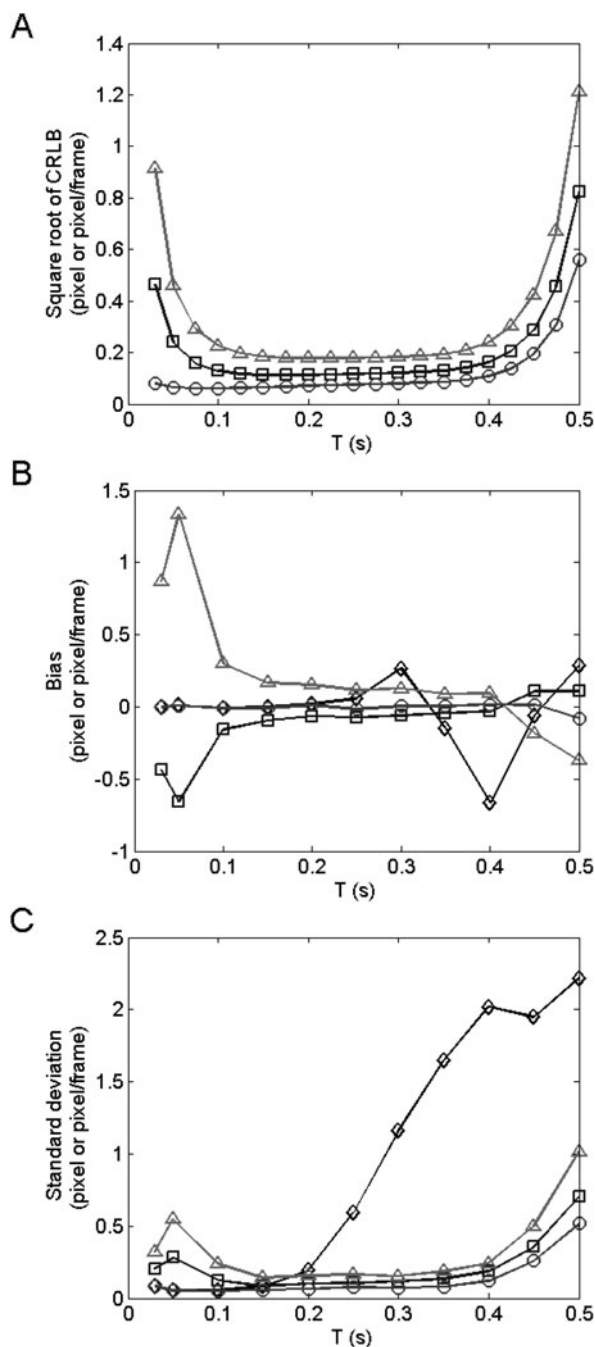 A
Square root of CRLB
(pixel or pixel/frame)
1.4
1.2
1
0.8
0.6
0.4
0.2
0
0 0.1 0.2 0.3 0.4 0.5
T (s)
B
Bias
(pixel or pixel/frame)
1.5
1
0.5
0
-0.5
-1
0 0.1 0.2 0.3 0.4 0.5
T (s)
C
Standard deviation
(pixel or pixel/frame)
2.5
2
1.5
1
0.5
0
0 0.1 0.2 0.3 0.4 0.5
T (s)